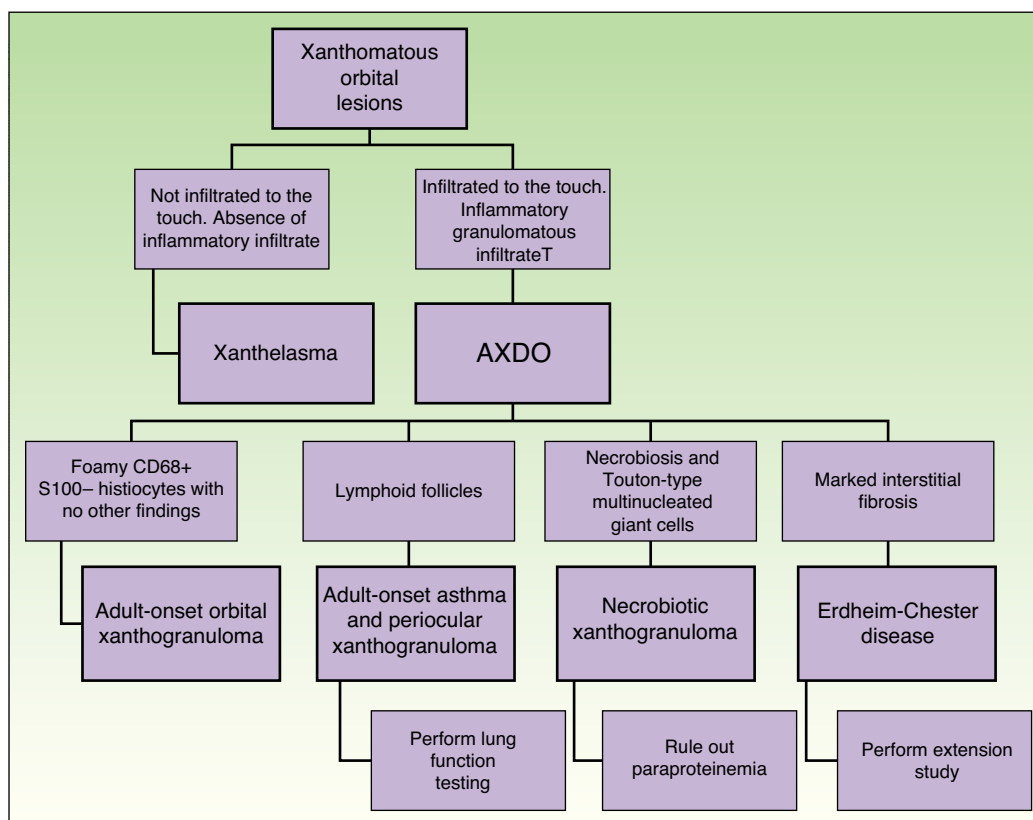 Xanthomatous
orbital
lesions
Not infiltrated to the
touch. Absence of
inflammatory infiltrate
Infiltrated to the touch.
Inflammatory
granulomatous
infiltrateT
Xanthelasma
AXDO
Foamy CD68+
S100– histiocytes with
no other findings
Lymphoid follicles
Necrobiosis and
Touton-type
multinucleated
giant cells
Marked interstitial
fibrosis
Adult-onset orbital
xanthogranuloma
Adult-onset asthma
and periocular
xanthogranuloma
Necrobiotic
xanthogranuloma
Erdheim-Chester
disease
Perform lung
function
testing
Rule out
paraproteinemia
Perform extension
study